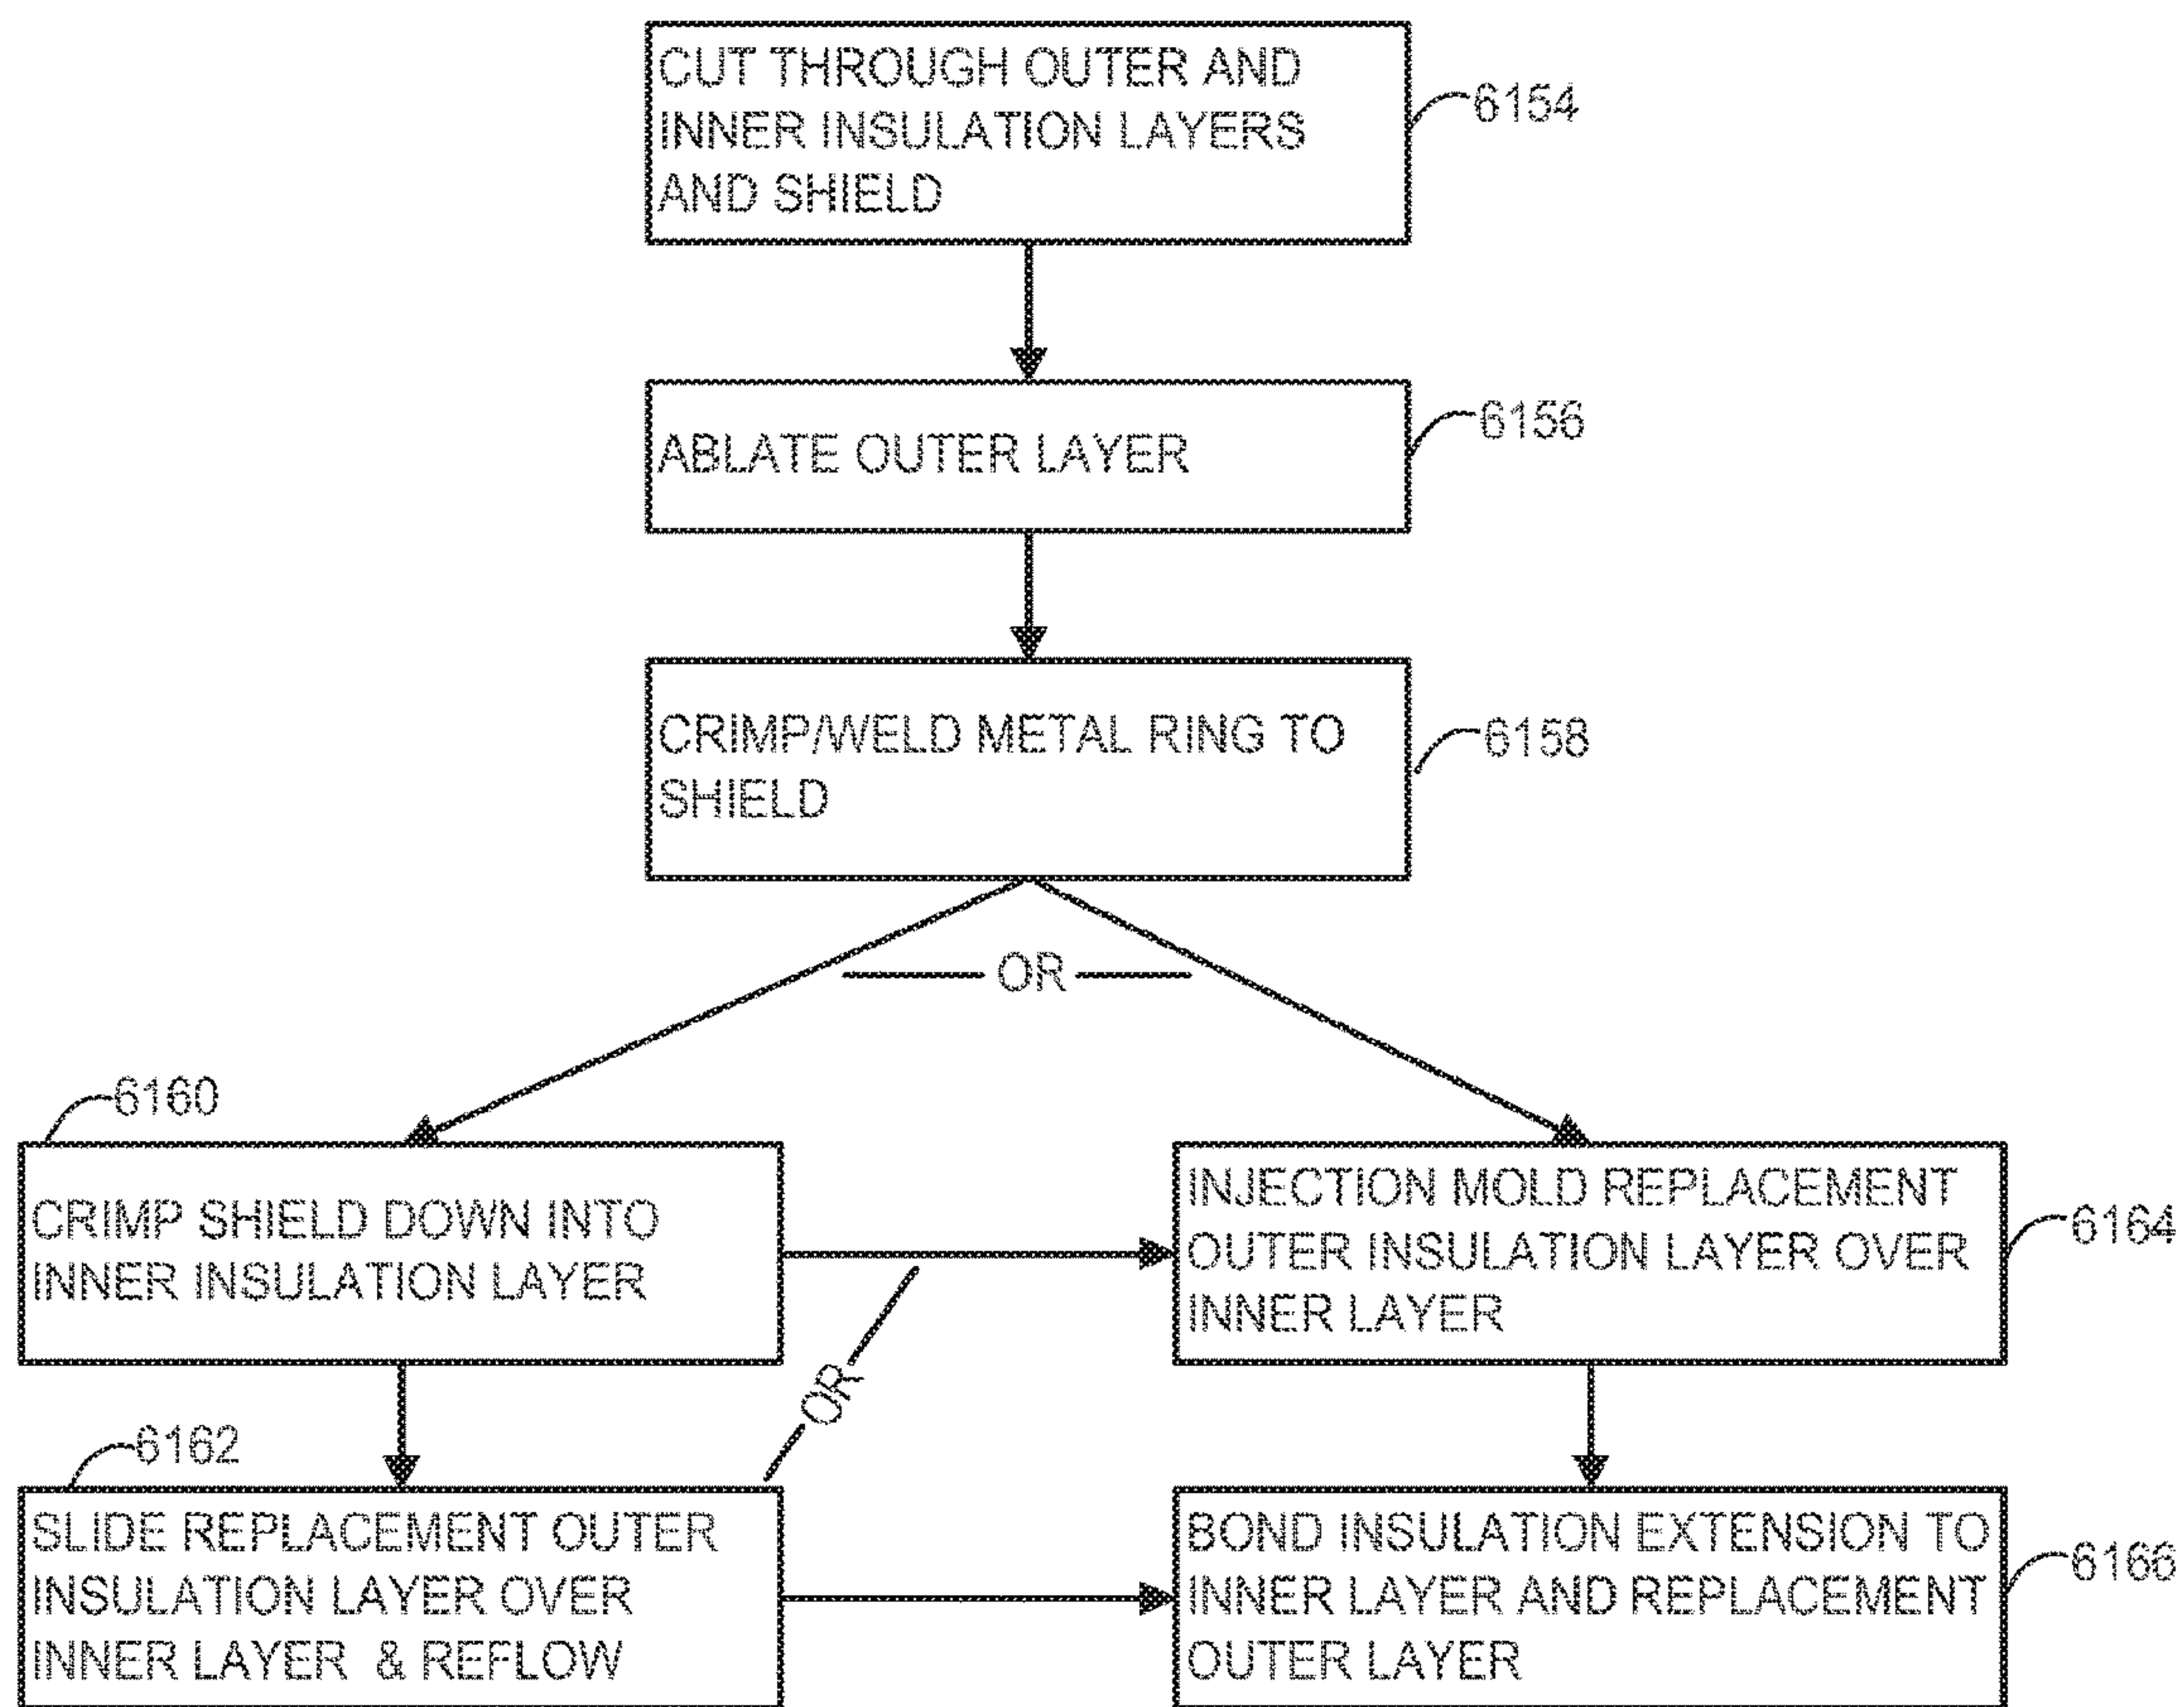 CUT THROUGH OUTER AND
INNER INSULATION LAYERS
AND SHIELD
6154
ABLATE OUTER LAYER
6156
CRIMP/WELD METAL RING TO
SHIELD
6158
OR
6160
CRIMP SHIELD DOWN INTO
INNER INSULATION LAYER
INJECTION MOLD REPLACEMENT
OUTER INSULATION LAYER OVER
INNER LAYER
6164
OR
6162
SLIDE REPLACEMENT OUTER
INSULATION LAYER OVER
INNER LAYER & REFLOW
BOND INSULATION EXTENSION TO
INNER LAYER AND REPLACEMENT
OUTER LAYER
6166